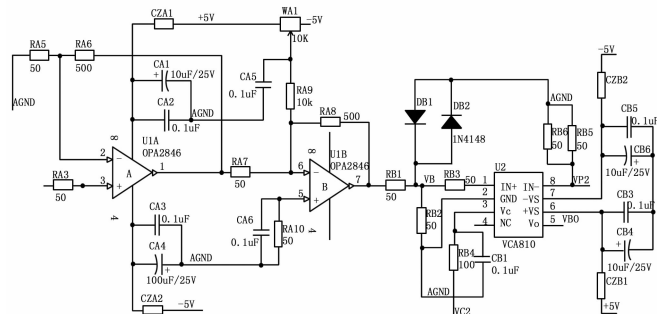 CZA1
+5V
WA1
-5V
10K
RA5
50
RA6
500
AGND
CA1
+
10uF/25V
CA2
0.1uF
AGND
CA5
0.1uF
RA9
10k
RA8
500
8
U1A
OPA2846
2
-
A
1
3
+
4
RA3
50
RA7
50
8
U1B
OPA2846
6
-
B
7
5
+
4
CA3
0.1uF
CA4
+
100uF/25V
AGND
CA6
0.1uF
RA10
50
CZA2
-5V
RB1
50
VB
DB1
DB2
1N4148
RB3
50
RB2
50
AGND
RB4
100
VC2
CB1
0.1uF
AGND
RB6
50
RB5
50
U2
1
IN+
IN-
8
VP2
2
GND
-VS
7
3
Vc
+VS
6
4
NC
Vo
5
VBO
VCA810
-5V
CZB2
CB5
0.1uF
CB6
+
10uF/25V
CB3
0.1uF
CB4
+
10uF/25V
CZB1
+5V